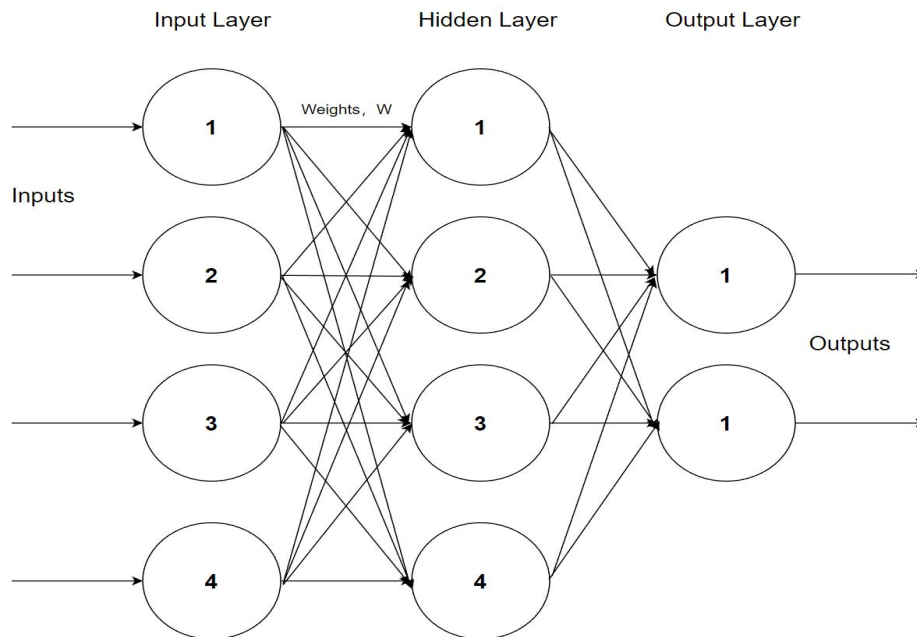 Input Layer
Hidden Layer
Output Layer
Weights, W
1
1
Inputs
2
2
1
Outputs
3
3
1
4
4